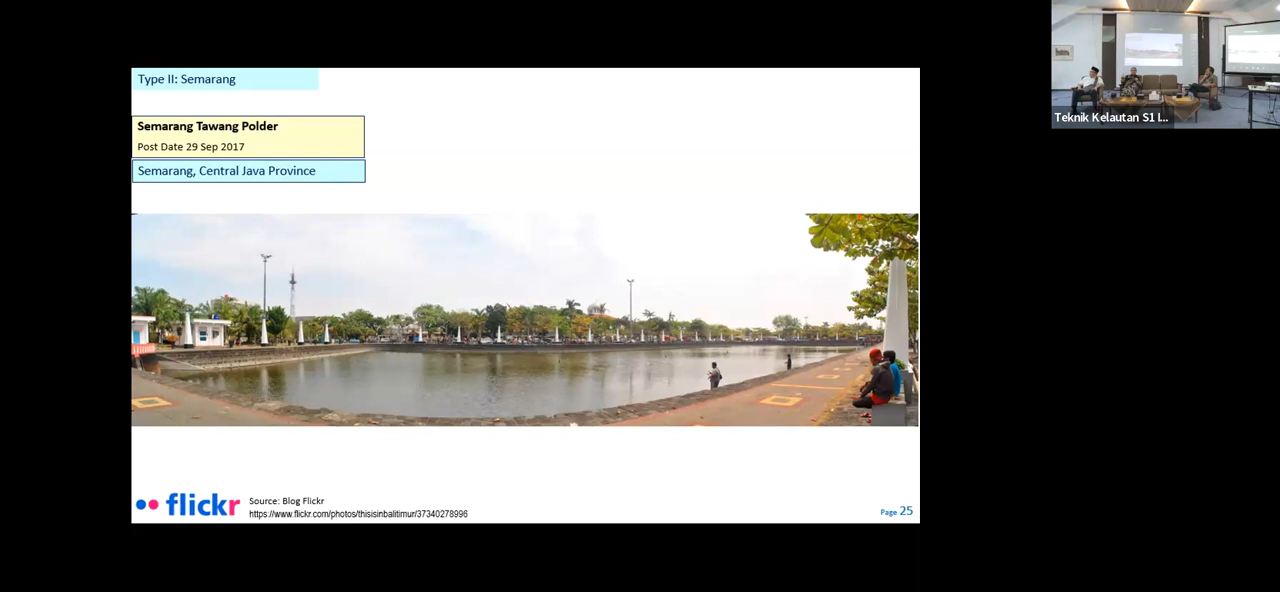 Type II: Semarang
Semarang Tawang Polder
Post Date 29 Sep 2017
Semarang, Central Java Province
flickr
Source: Blog Flickr
https://www.flickr.com/photos/thisisinbalitimur/37340278996
Page 25
Teknik Kelautan S1 I...